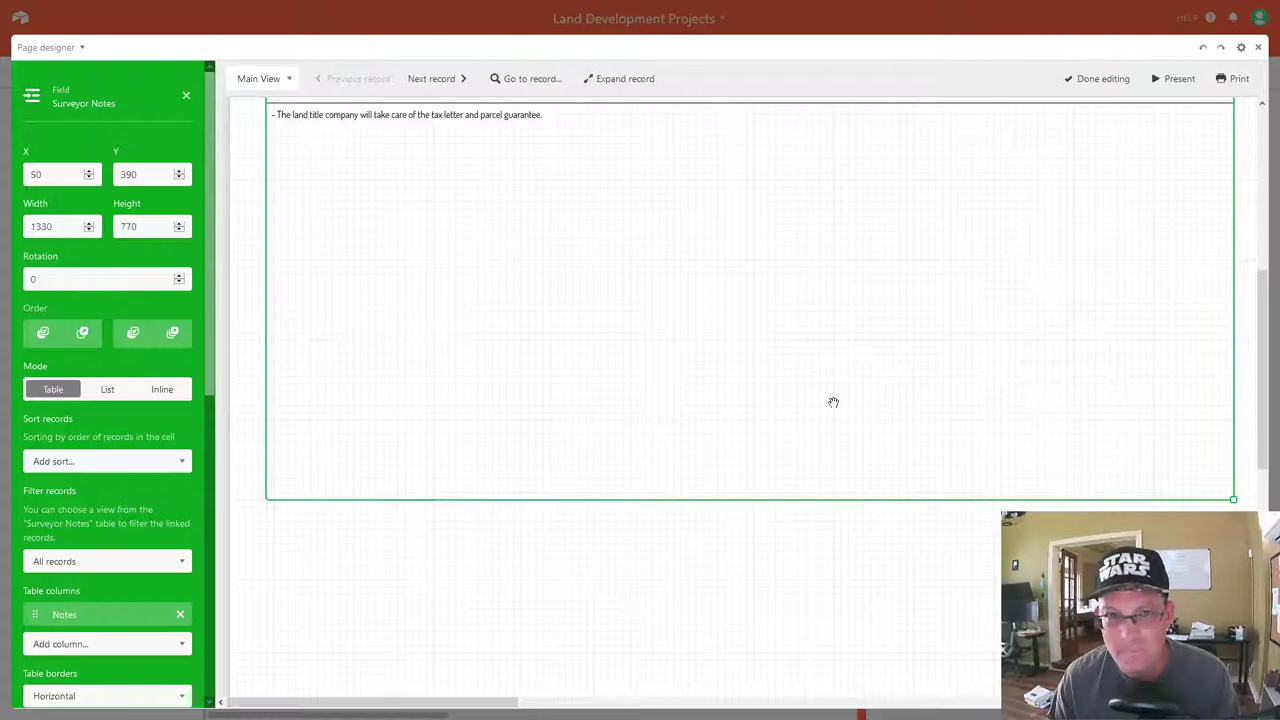 Land Development Projects
HELP
Page designer
Field
Surveyor Notes
Main View
Previous record
Next record
Go to record...
Expand record
Done editing
Present
Print
X
Y
50
390
Width
Height
1330
770
Rotation
0
Order
Mode
Table
List
Inline
Sort records
Sorting by order of records in the cell
Add sort...
Filter records
You can choose a view from the
"Surveyor Notes" table to filter the linked
records.
All records
Table columns
Notes
Add column...
Table borders
Horizontal
- The land title company will take care of the tax letter and parcel guarantee.
STAR
WARS